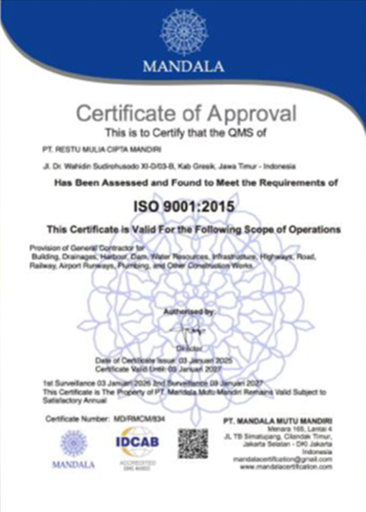 MANDALA
Certificate of Approval
This is to Certify that the QMS of
PT. RESTU MULIA CIPTA MANDIRI
Jl. Dr. Wahidin Sudirohusodo XI-D/03-B, Kab Gresik, Jawa Timur - Indonesia
Has Been Assessed and Found to Meet the Requirements of
ISO 9001:2015
This Certificate is Valid For the Following Scope of Operations
Provision of General Contractor for
Building, Drainages, Harbour, Dam, Water Resources, Infrastructure, Highways, Road,
Railway, Airport Runways, Plumbing, and Other Construction Works.
Authorised by:
Director
Date of Certificate Issue: 03 Januari 2025
Certificate Valid Until: 03 Januari 2027
1st Surveillance 03 Januari 2026 2nd Surveillance 03 Januari 2027
This Certificate is The Property of PT. Mandala Mutu Mandiri Remains Valid Subject to
Satisfactory Annual
Certificate Number: MD/RMCM/834
MANDALA
IDCAB
ACCREDITED
PT. MANDALA MUTU MANDIRI
Menara 165, Lantai 4
JL TB Simatupang, Cilandak Timur,
Jakarta Selatan - DKI Jakarta
Indonesia
mandalacertification@gmail.com
www.mandalacertification.com